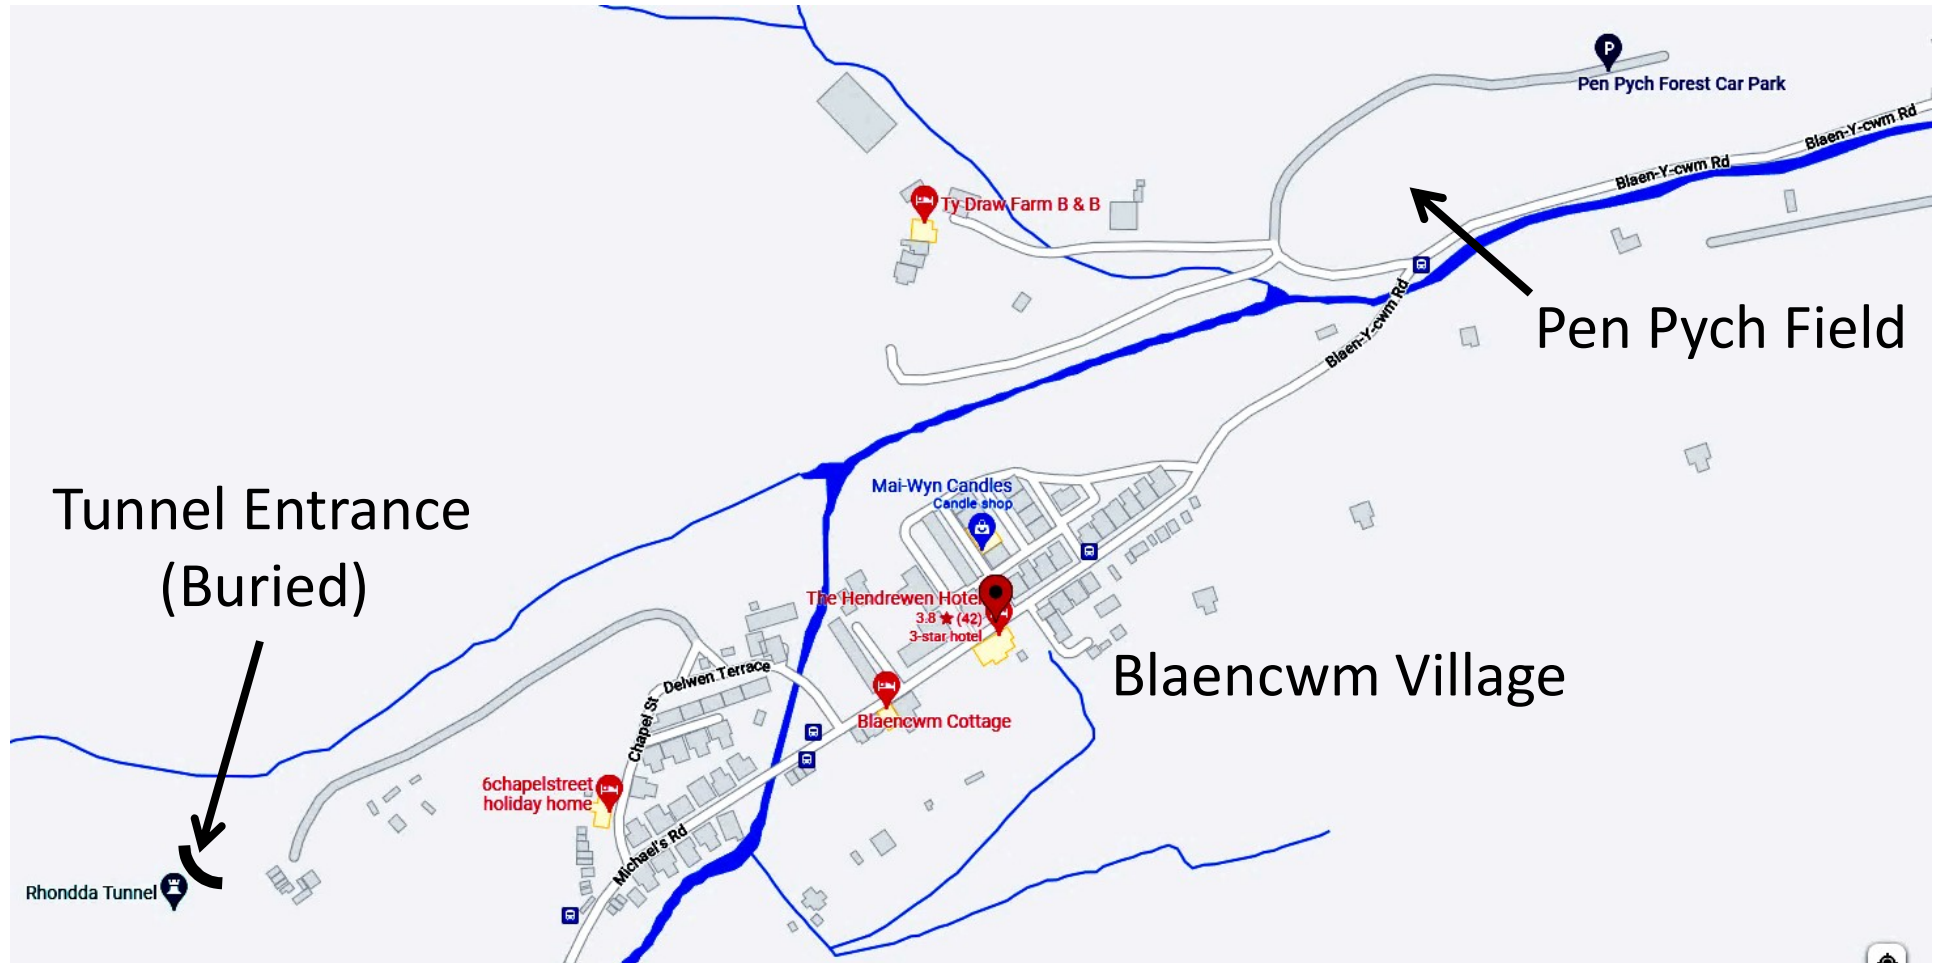 P
Pen Pych Forest Car Park
Blaen-Y-cwm Rd
Blaen-Y-cwm Rd
Ty Draw Farm B & B
Blaen-Y-cwm Rd
Pen Pych Field
Mai-Wyn Candles
Candle shop
Tunnel Entrance
(Buried)
The Hendrewen Hotel
3.8 ★ (42)
3-star hotel
Blaencwm Village
Delwen Terrace
Chapel St
Blaencwm Cottage
6chapelstreet
holiday home
Michael's Rd
Rhondda Tunnel